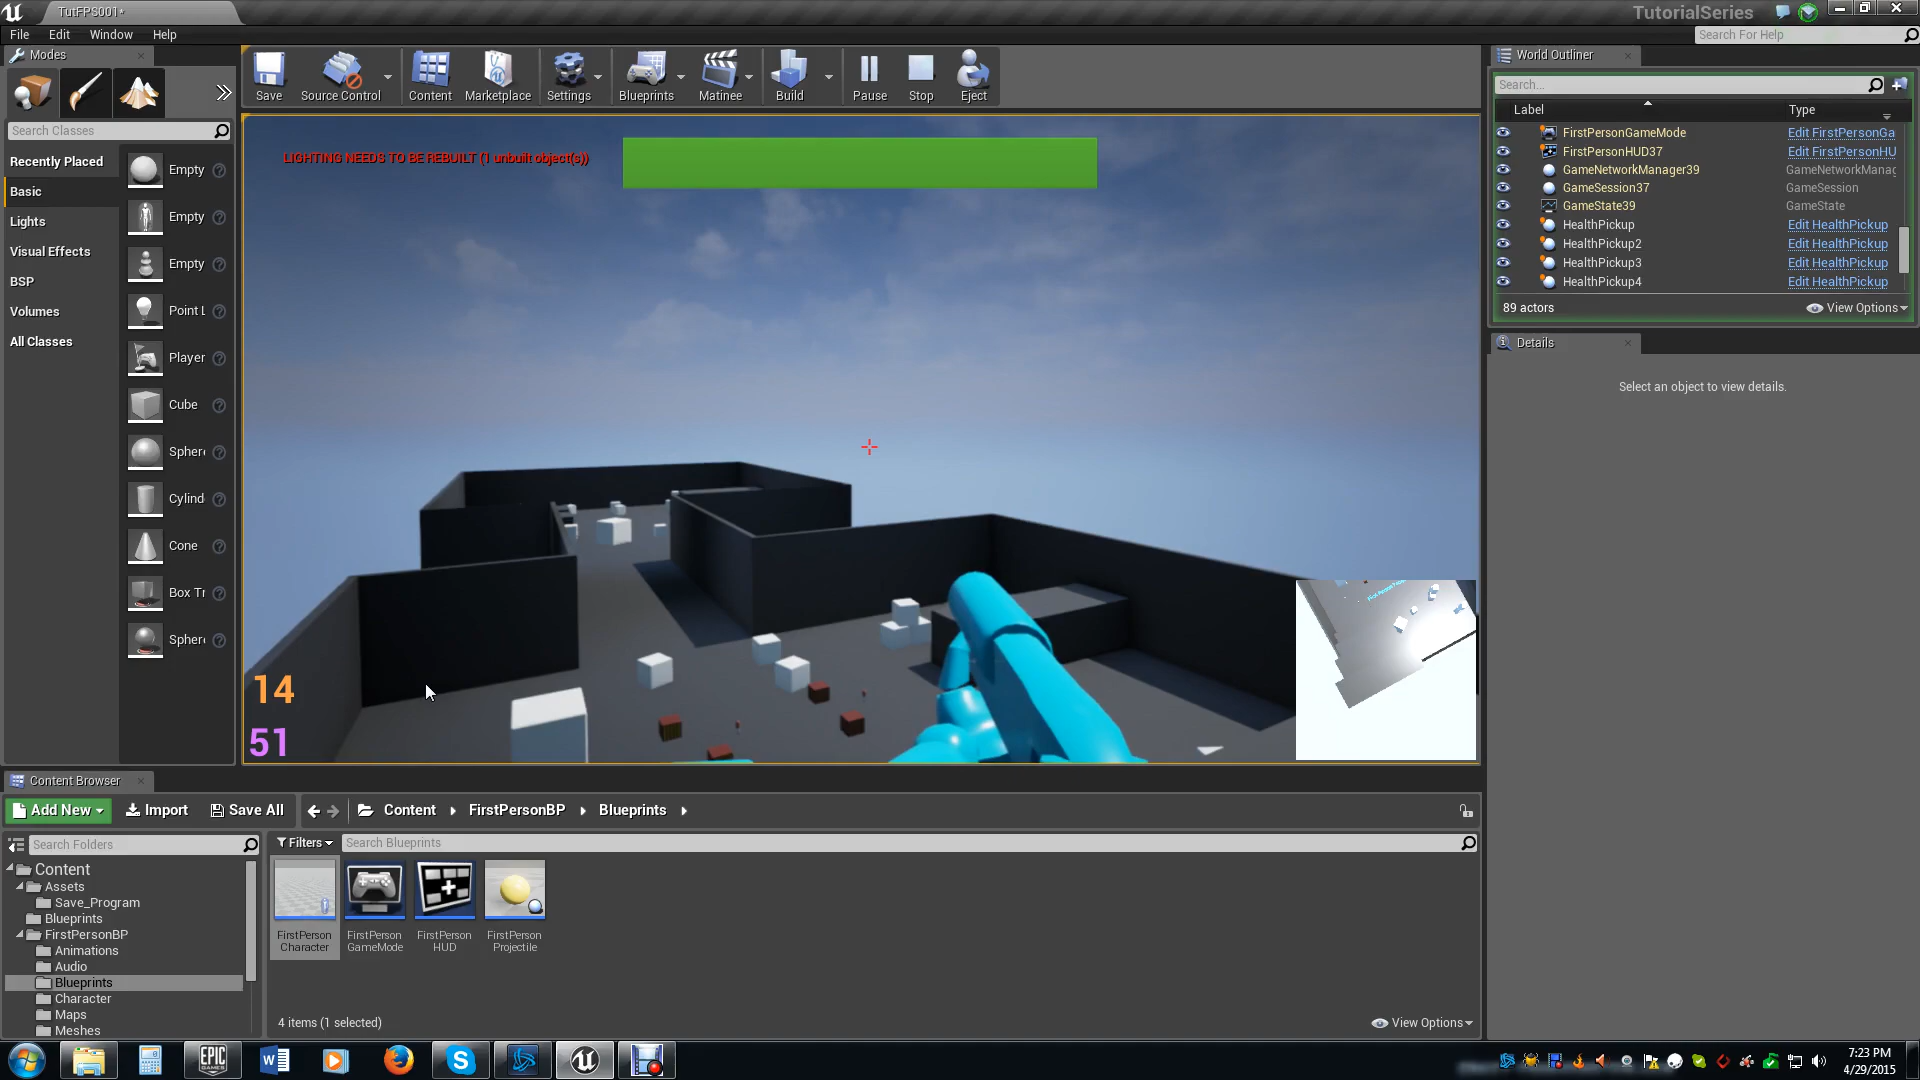 TutFPS001*
TutorialSeries
File Edit Window Help
Search For Help
Modes
Search Classes
Recently Placed
Basic
Lights
Visual Effects
BSP
Volumes
All Classes
Empty
Empty
Empty
Point L
Player
Cube
Spher
Cylind
Cone
Box Tr
Spher
Save
Source Control
Content
Marketplace
Settings
Blueprints
Matinee
Build
Pause
Stop
Eject
LIGHTING NEEDS TO BE REBUILT (1 unbuilt object(s))
14
51
World Outliner
Search...
Label Type
FirstPersonGameMode Edit FirstPersonGa
FirstPersonHUD37 Edit FirstPersonHU
GameNetworkManager39 GameNetworkManag
GameSession37 GameSession
GameState39 GameState
HealthPickup Edit HealthPickup
HealthPickup2 Edit HealthPickup
HealthPickup3 Edit HealthPickup
HealthPickup4 Edit HealthPickup
89 actors View Options
Details
Select an object to view details.
Content Browser
Add New Import Save All Content FirstPersonBP Blueprints
Search Folders
Content
Assets
Save_Program
Blueprints
FirstPersonBP
Animations
Audio
Blueprints
Character
Maps
Meshes
Filters Search Blueprints
FirstPerson
Character
FirstPerson
GameMode
FirstPerson
HUD
FirstPerson
Projectile
4 items (1 selected)
View Options
EPIC
GAMES
7:23 PM
4/29/2015